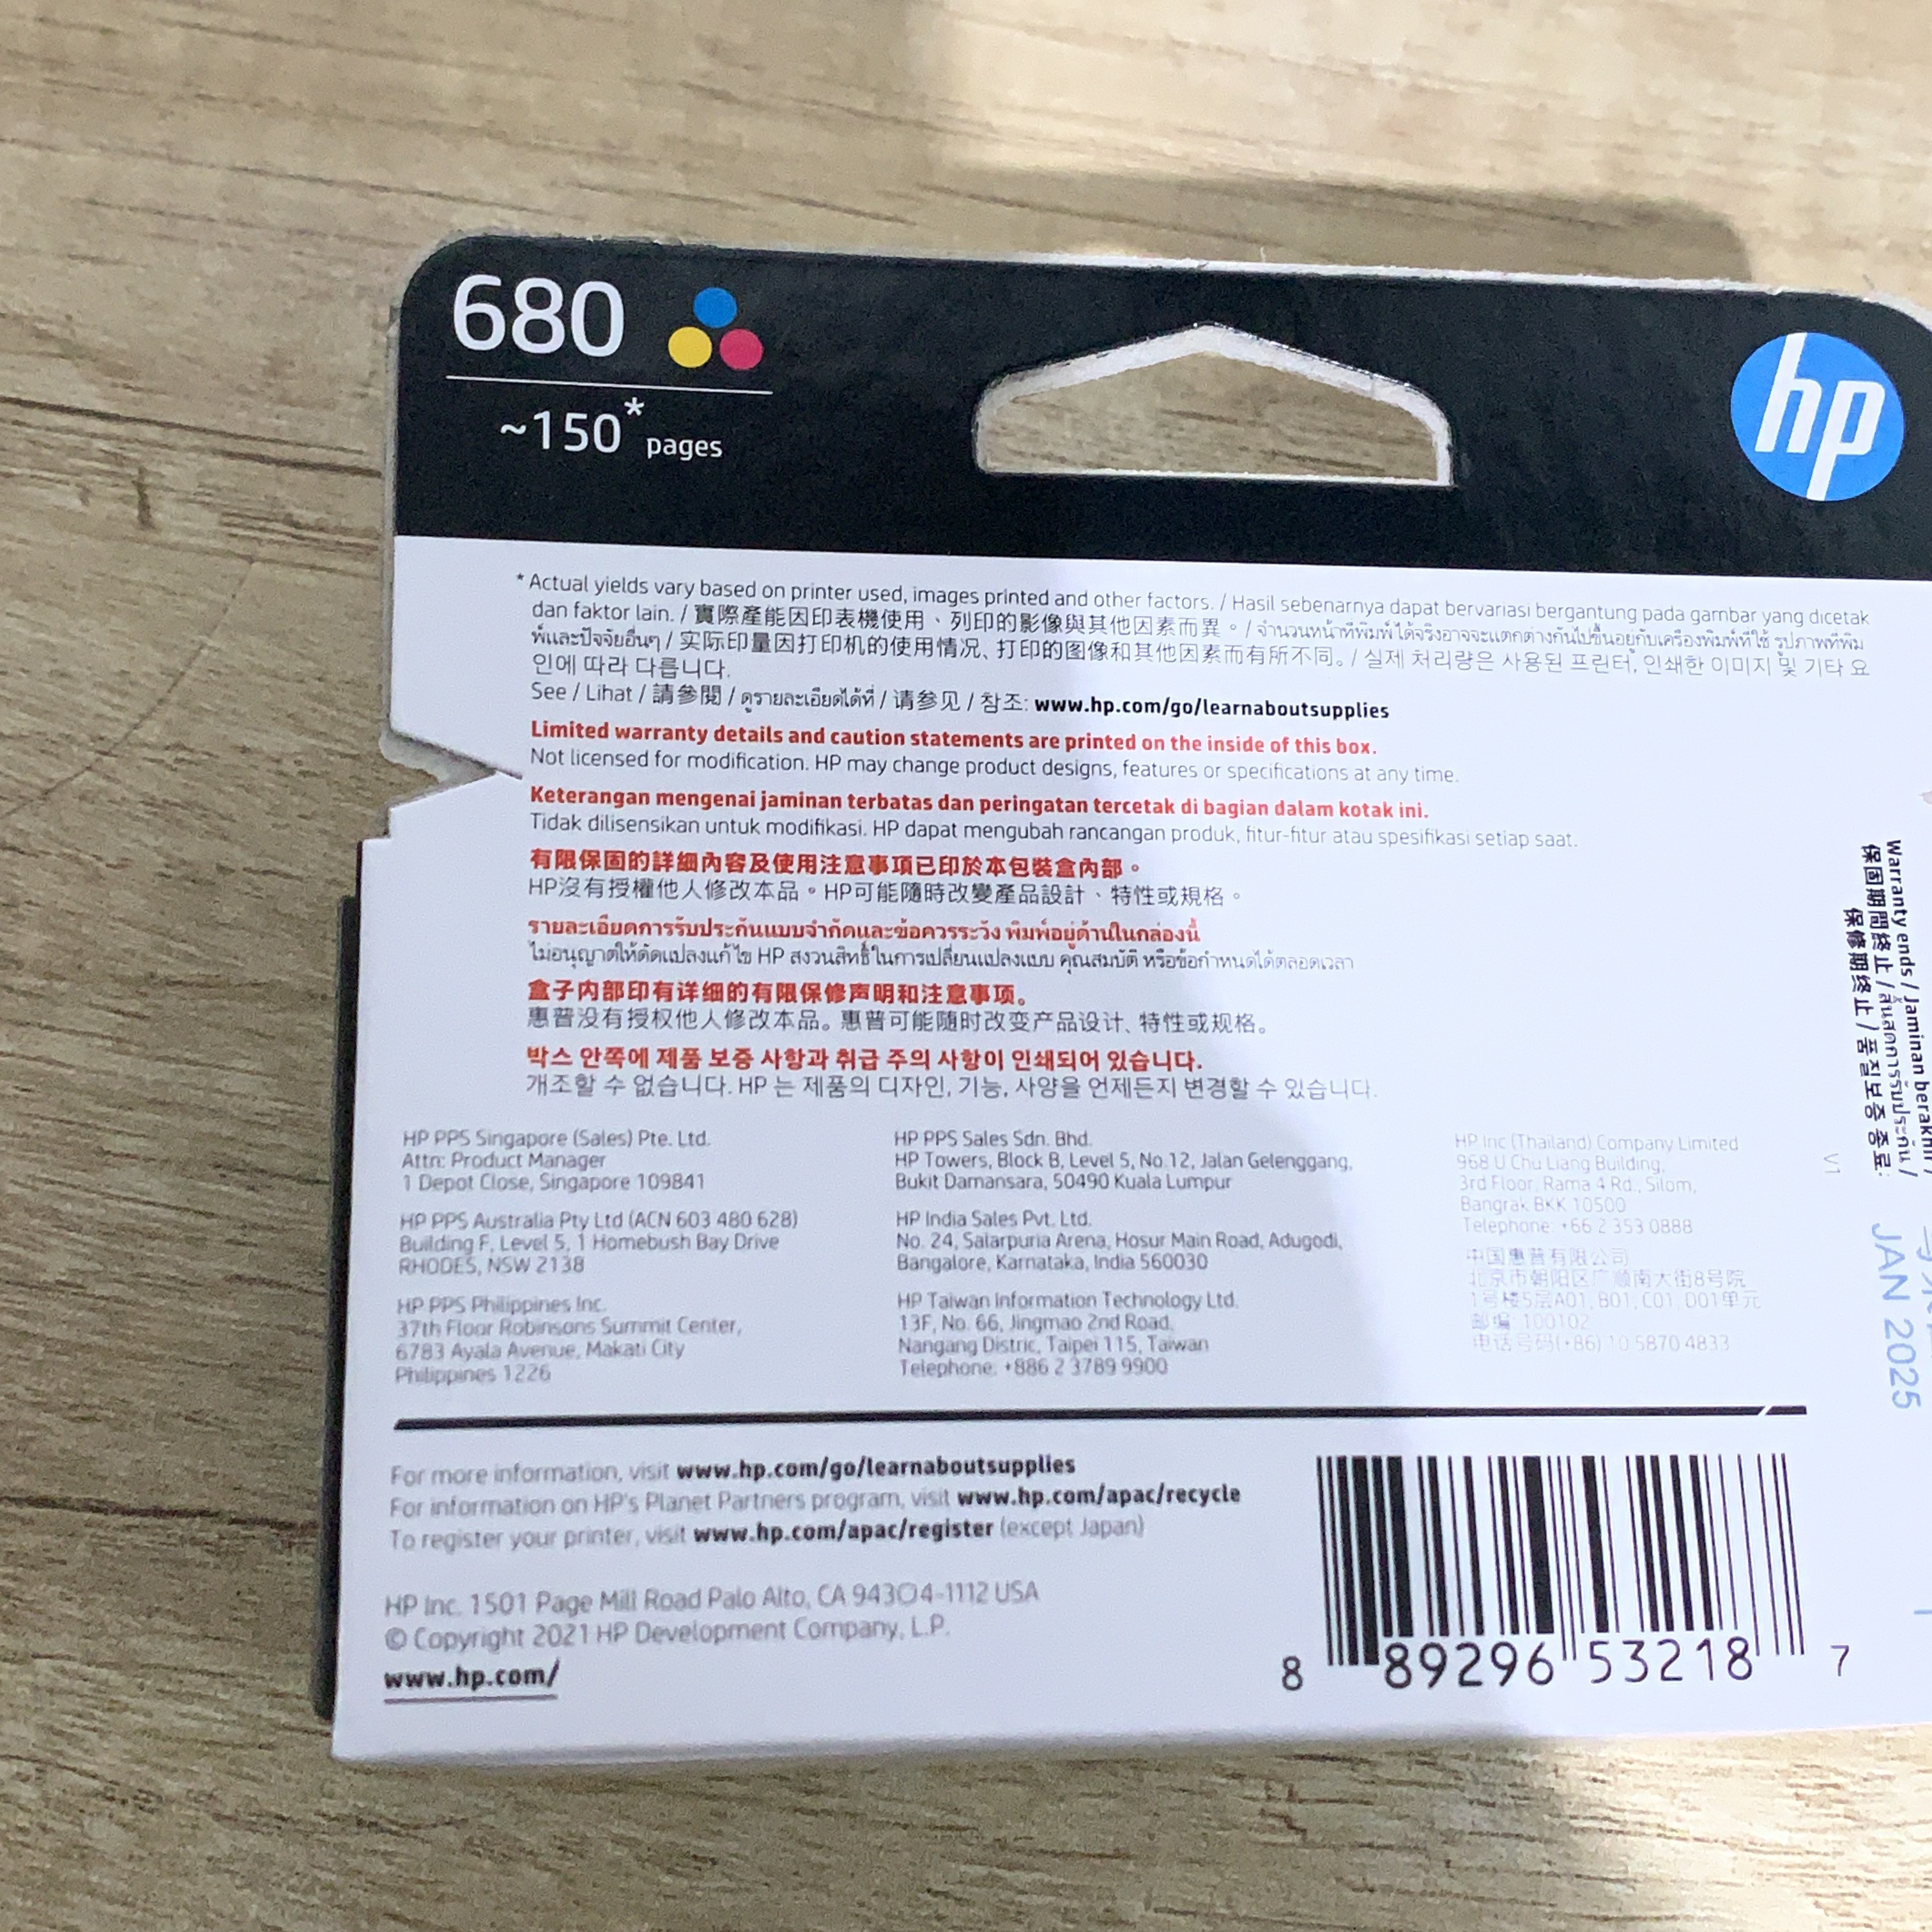 680
~150* pages
hp
* Actual yields vary based on printer used, images printed and other factors. / Hasil sebenarnya dapat bervariasi bergantung pada gambar yang dicetak
dan faktor lain. / 實際產能因印表機使用、列印的影像與其他因素而異。/ จำนวนหน้าที่พิมพ์ได้จริงอาจจะแตกต่างกันไปขึ้นอยู่กับเครื่องพิมพ์ที่ใช้ รูปภาพที่พิม
พ์และปัจจัยอื่นๆ / 实际印量因打印机的使用情况、打印的图像和其他因素而有所不同。/ 실제 처리량은 사용된 프린터, 인쇄한 이미지 및 기타 요
인에 따라 다릅니다.
See / Lihat / 請參閱 / ดูรายละเอียดได้ที่ / 请参见 / 참조: www.hp.com/go/learnaboutsupplies
Limited warranty details and caution statements are printed on the inside of this box.
Not licensed for modification. HP may change product designs, features or specifications at any time.
Keterangan mengenai jaminan terbatas dan peringatan tercetak di bagian dalam kotak ini.
Tidak dilisensikan untuk modifikasi. HP dapat mengubah rancangan produk, fitur-fitur atau spesifikasi setiap saat.
有限保固的詳細內容及使用注意事項已印於本包裝盒內部。
HP沒有授權他人修改本品。HP可能隨時改變產品設計、特性或規格。
รายละเอียดการรับประกันแบบจำกัดและข้อควรระวัง พิมพ์อยู่ด้านในกล่องนี้
ไม่อนุญาตให้ดัดแปลงแก้ไข HP สงวนสิทธิ์ในการเปลี่ยนแปลงแบบ คุณสมบัติ หรือข้อกำหนดได้ตลอดเวลา
盒子内部印有详细的有限保修声明和注意事项。
惠普没有授权他人修改本品。惠普可能随时改变产品设计、特性或规格。
박스 안쪽에 제품 보증 사항과 취급 주의 사항이 인쇄되어 있습니다.
개조할 수 없습니다. HP 는 제품의 디자인, 기능, 사양을 언제든지 변경할 수 있습니다.
HP PPS Singapore (Sales) Pte. Ltd.
Attn: Product Manager
1 Depot Close, Singapore 109841
HP PPS Australia Pty Ltd (ACN 603 480 628)
Building F, Level 5, 1 Homebush Bay Drive
RHODES, NSW 2138
HP PPS Philippines Inc.
37th Floor Robinsons Summit Center,
6783 Ayala Avenue, Makati City
Philippines 1226
HP PPS Sales Sdn. Bhd.
HP Towers, Block B, Level 5, No.12, Jalan Gelenggang,
Bukit Damansara, 50490 Kuala Lumpur
HP India Sales Pvt. Ltd.
No. 24, Salarpuria Arena, Hosur Main Road, Adugodi,
Bangalore, Karnataka, India 560030
HP Taiwan Information Technology Ltd.
13F, No. 66, Jingmao 2nd Road,
Nangang Distric, Taipei 115, Taiwan
Telephone: +886 2 3789 9900
HP Inc (Thailand) Company Limited
968 U Chu Liang Building,
3rd Floor, Rama 4 Rd., Silom,
Bangrak BKK 10500
Telephone: +66 2 353 0888
中国惠普有限公司
北京市朝阳区广顺南大街8号院
1号楼5层A01, B01, C01, D01单元
邮编 100102
电话号码(+86) 10 5870 4833
V1
Warranty ends / Jaminan berakhir /
保固期間終止 / สิ้นสุดการรับประกัน /
保修期终止 / 품질보증 종료:
JAN 2025
For more information, visit www.hp.com/go/learnaboutsupplies
For information on HP's Planet Partners program, visit www.hp.com/apac/recycle
To register your printer, visit www.hp.com/apac/register (except Japan)
HP Inc. 1501 Page Mill Road Palo Alto, CA 94304-1112 USA
© Copyright 2021 HP Development Company, L.P.
www.hp.com/
8 89296 53218 7